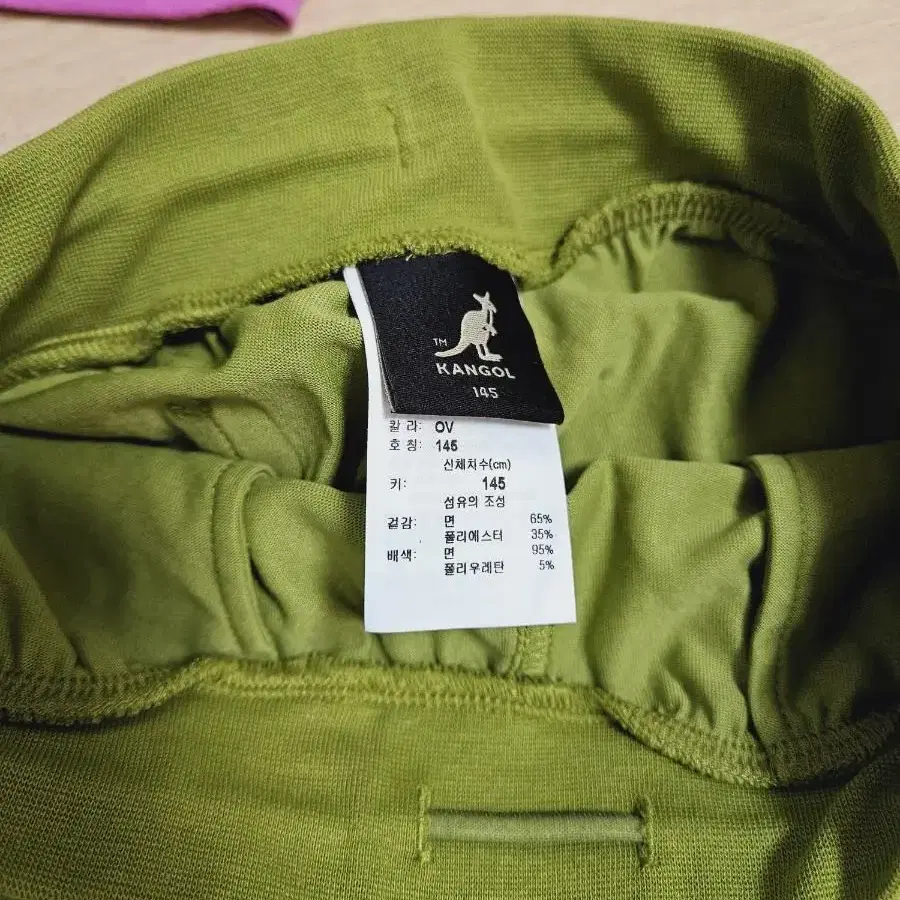 TM
KANGOL
145
칼 라: OV
호 칭: 145
신체치수(cm)
키: 145
섬유의 조성
겉감: 면 65%
폴리에스터 35%
배색: 면 95%
폴리우레탄 5%